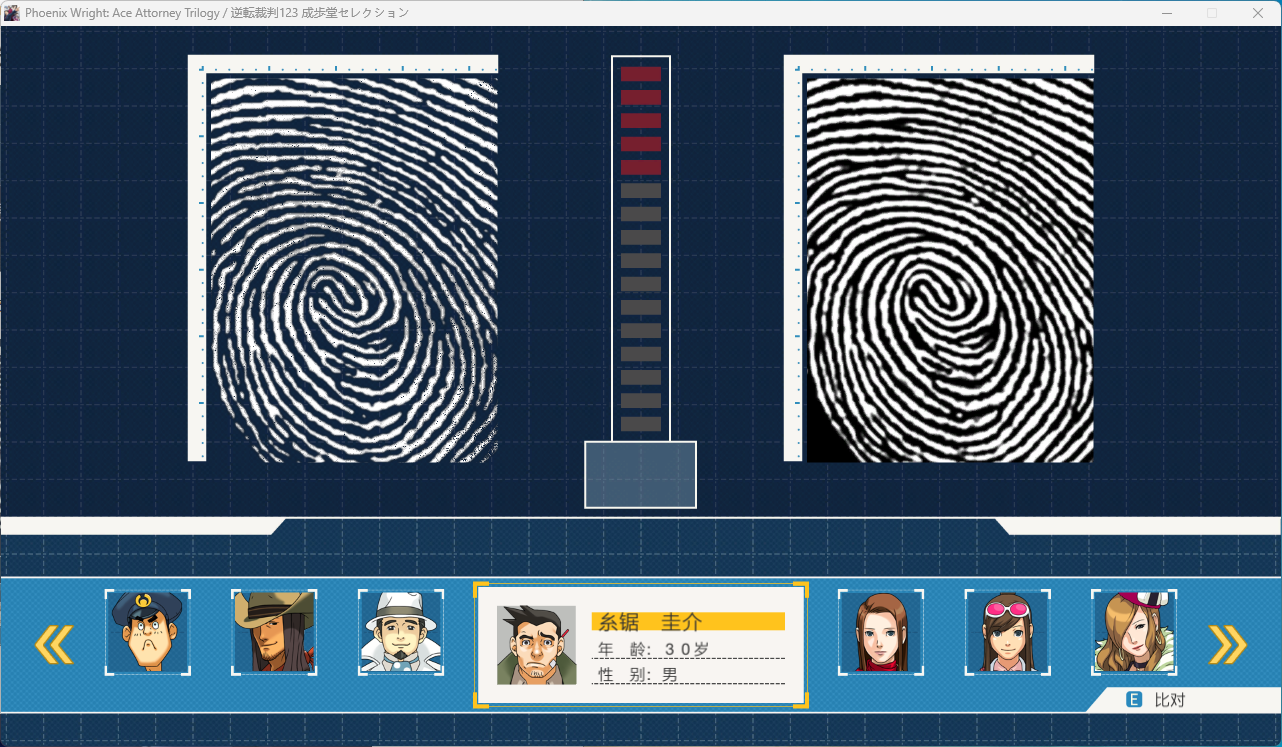 Phoenix Wright: Ace Attorney Trilogy / 逆転裁判123 成歩堂セレクション
糸锯　圭介
年　龄：３０岁
性　别：男
E 比对